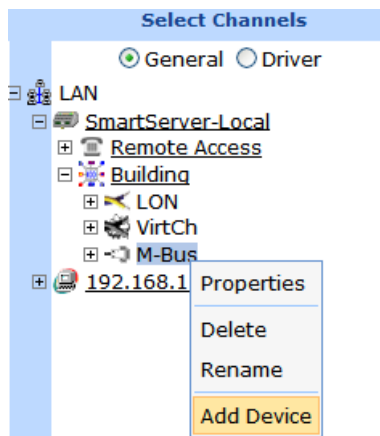 Select Channels
General Driver
LAN
SmartServer-Local
Remote Access
Building
LON
VirtCh
M-Bus
192.168.1
Properties
Delete
Rename
Add Device